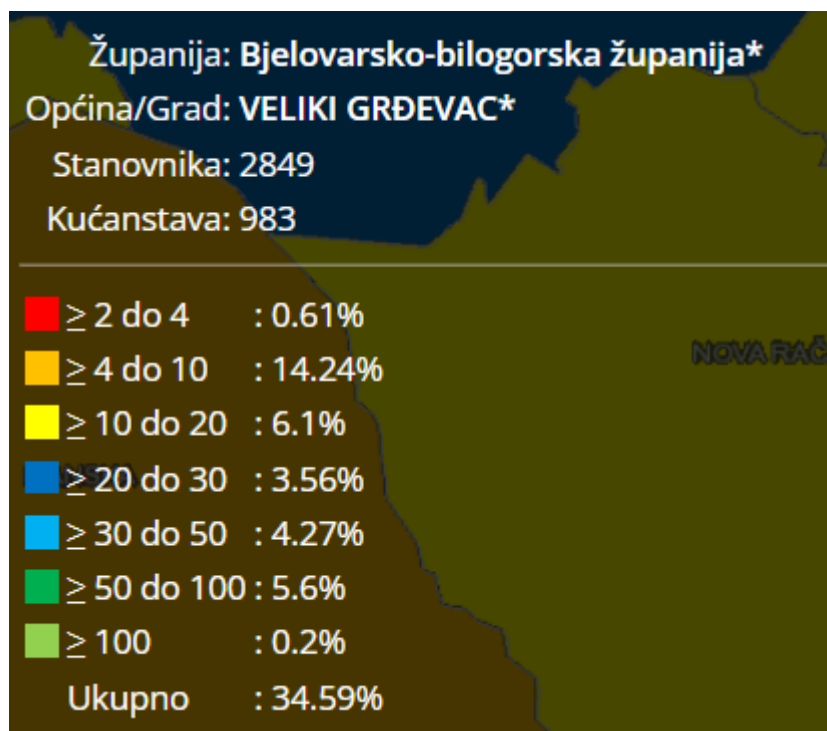 Županija: Bjelovarsko-bilogorska županija*
Općina/Grad: VELIKI GRĐEVAC*
Stanovnika: 2849
Kućanstava: 983
≥ 2 do 4 : 0.61%
≥ 4 do 10 : 14.24%
≥ 10 do 20 : 6.1%
≥ 20 do 30 : 3.56%
≥ 30 do 50 : 4.27%
≥ 50 do 100 : 5.6%
≥ 100 : 0.2%
Ukupno : 34.59%
NOVA RAČ